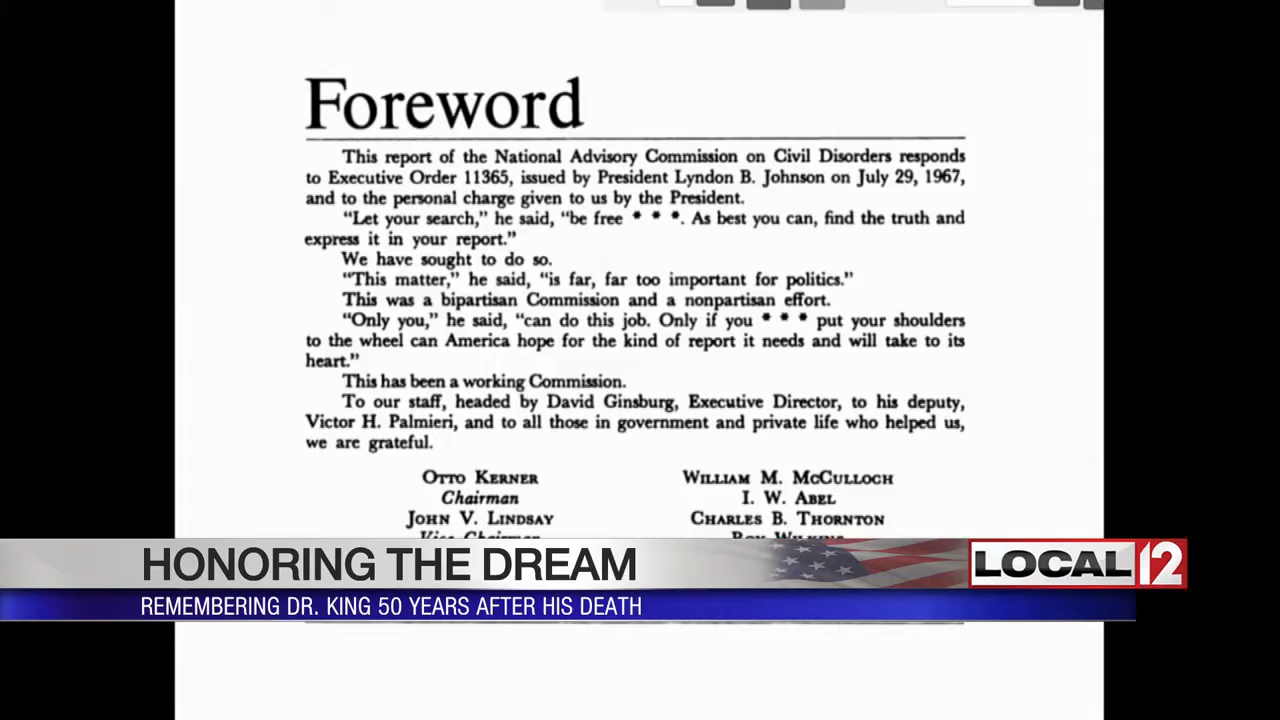 Foreword
This report of the National Advisory Commission on Civil Disorders responds
to Executive Order 11365, issued by President Lyndon B. Johnson on July 29, 1967,
and to the personal charge given to us by the President.
“Let your search,” he said, “be free * * *. As best you can, find the truth and
express it in your report.”
We have sought to do so.
“This matter,” he said, “is far, far too important for politics.”
This was a bipartisan Commission and a nonpartisan effort.
“Only you,” he said, “can do this job. Only if you * * * put your shoulders
to the wheel can America hope for the kind of report it needs and will take to its
heart.”
This has been a working Commission.
To our staff, headed by David Ginsburg, Executive Director, to his deputy,
Victor H. Palmieri, and to all those in government and private life who helped us,
we are grateful.
OTTO KERNER WILLIAM M. MCCULLOCH
Chairman I. W. ABEL
JOHN V. LINDSAY CHARLES B. THORNTON
Vice Chairman ROY WILKINS
HONORING THE DREAM
LOCAL 12
REMEMBERING DR. KING 50 YEARS AFTER HIS DEATH